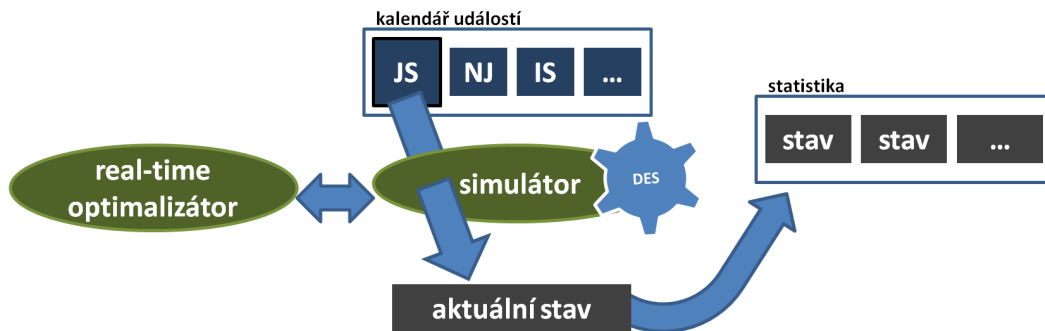 kalendář událostí
JS
NJ
IS
...
statistika
stav
stav
...
real-time
optimalizátor
simulátor
DES
aktuální stav